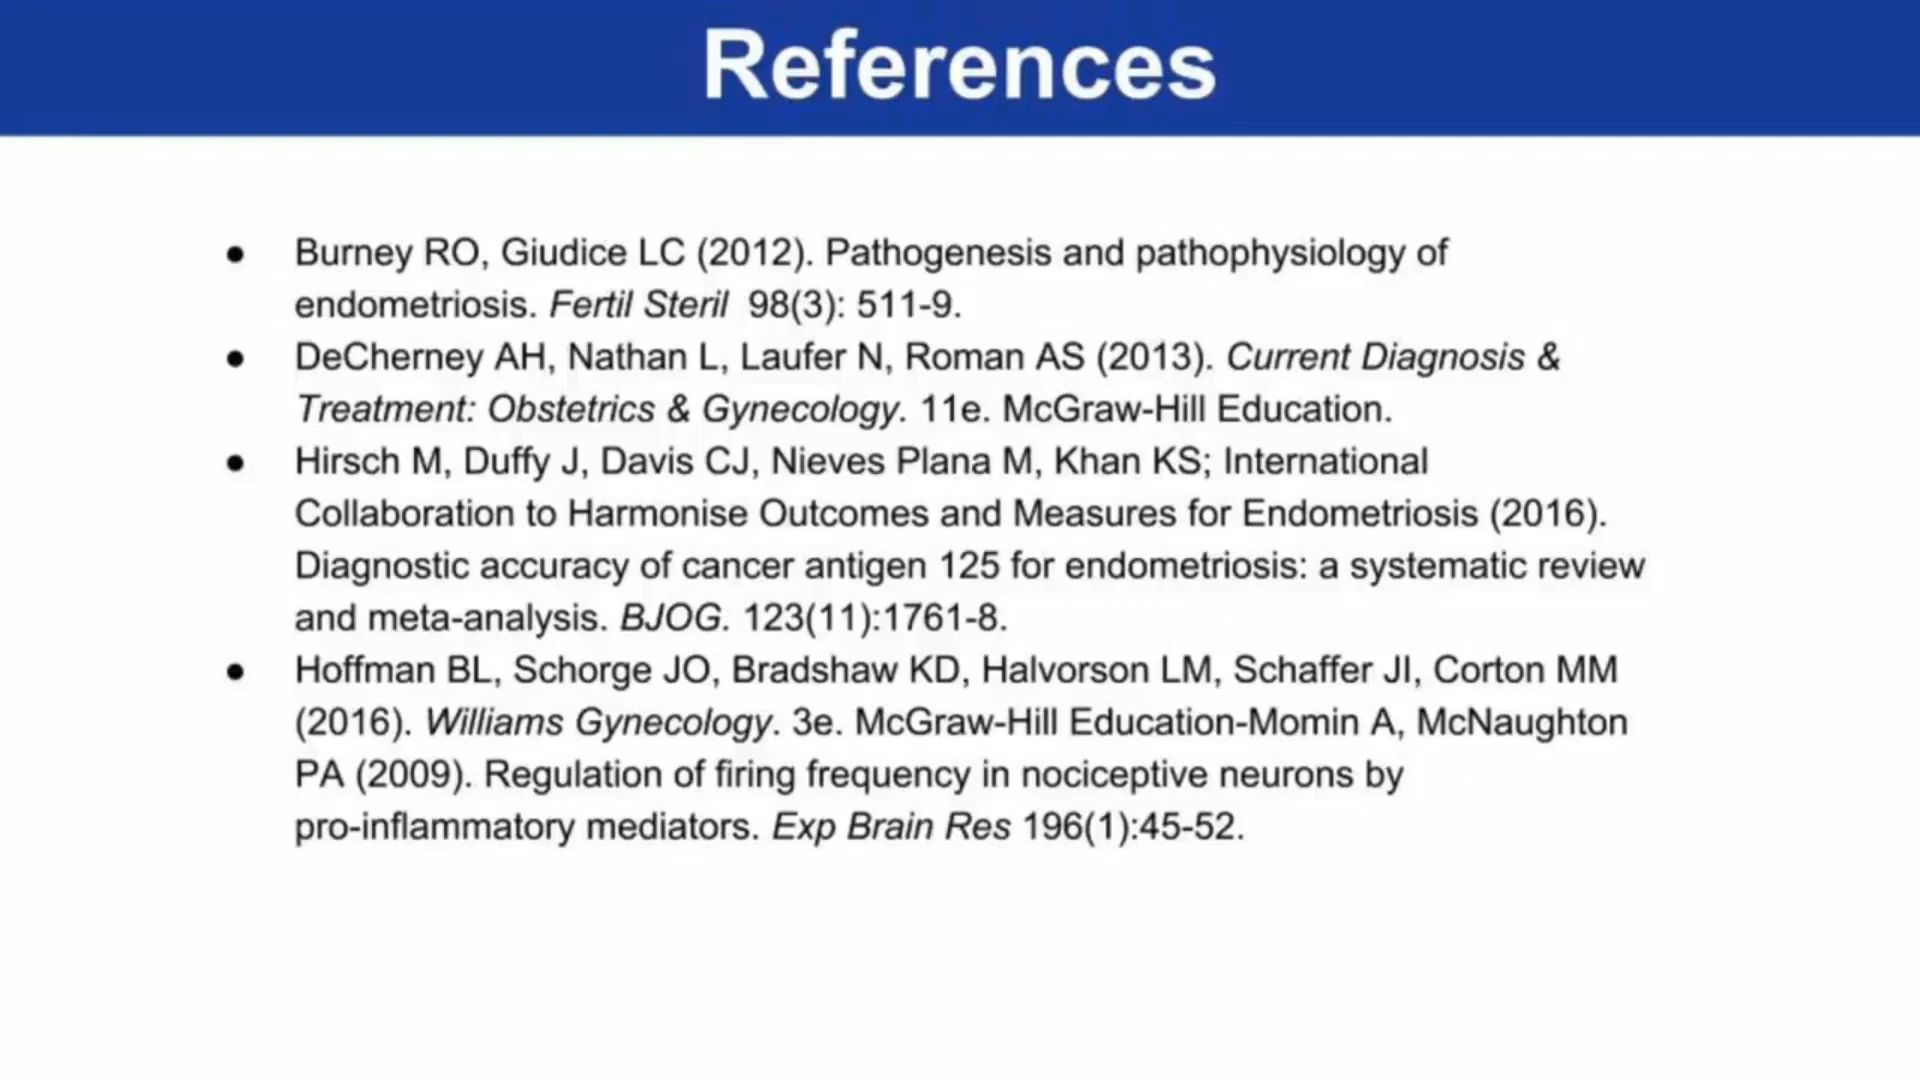 References
● Burney RO, Giudice LC (2012). Pathogenesis and pathophysiology of
endometriosis. Fertil Steril 98(3): 511-9.
● DeCherney AH, Nathan L, Laufer N, Roman AS (2013). Current Diagnosis &
Treatment: Obstetrics & Gynecology. 11e. McGraw-Hill Education.
● Hirsch M, Duffy J, Davis CJ, Nieves Plana M, Khan KS; International
Collaboration to Harmonise Outcomes and Measures for Endometriosis (2016).
Diagnostic accuracy of cancer antigen 125 for endometriosis: a systematic review
and meta-analysis. BJOG. 123(11):1761-8.
● Hoffman BL, Schorge JO, Bradshaw KD, Halvorson LM, Schaffer JI, Corton MM
(2016). Williams Gynecology. 3e. McGraw-Hill Education-Momin A, McNaughton
PA (2009). Regulation of firing frequency in nociceptive neurons by
pro-inflammatory mediators. Exp Brain Res 196(1):45-52.